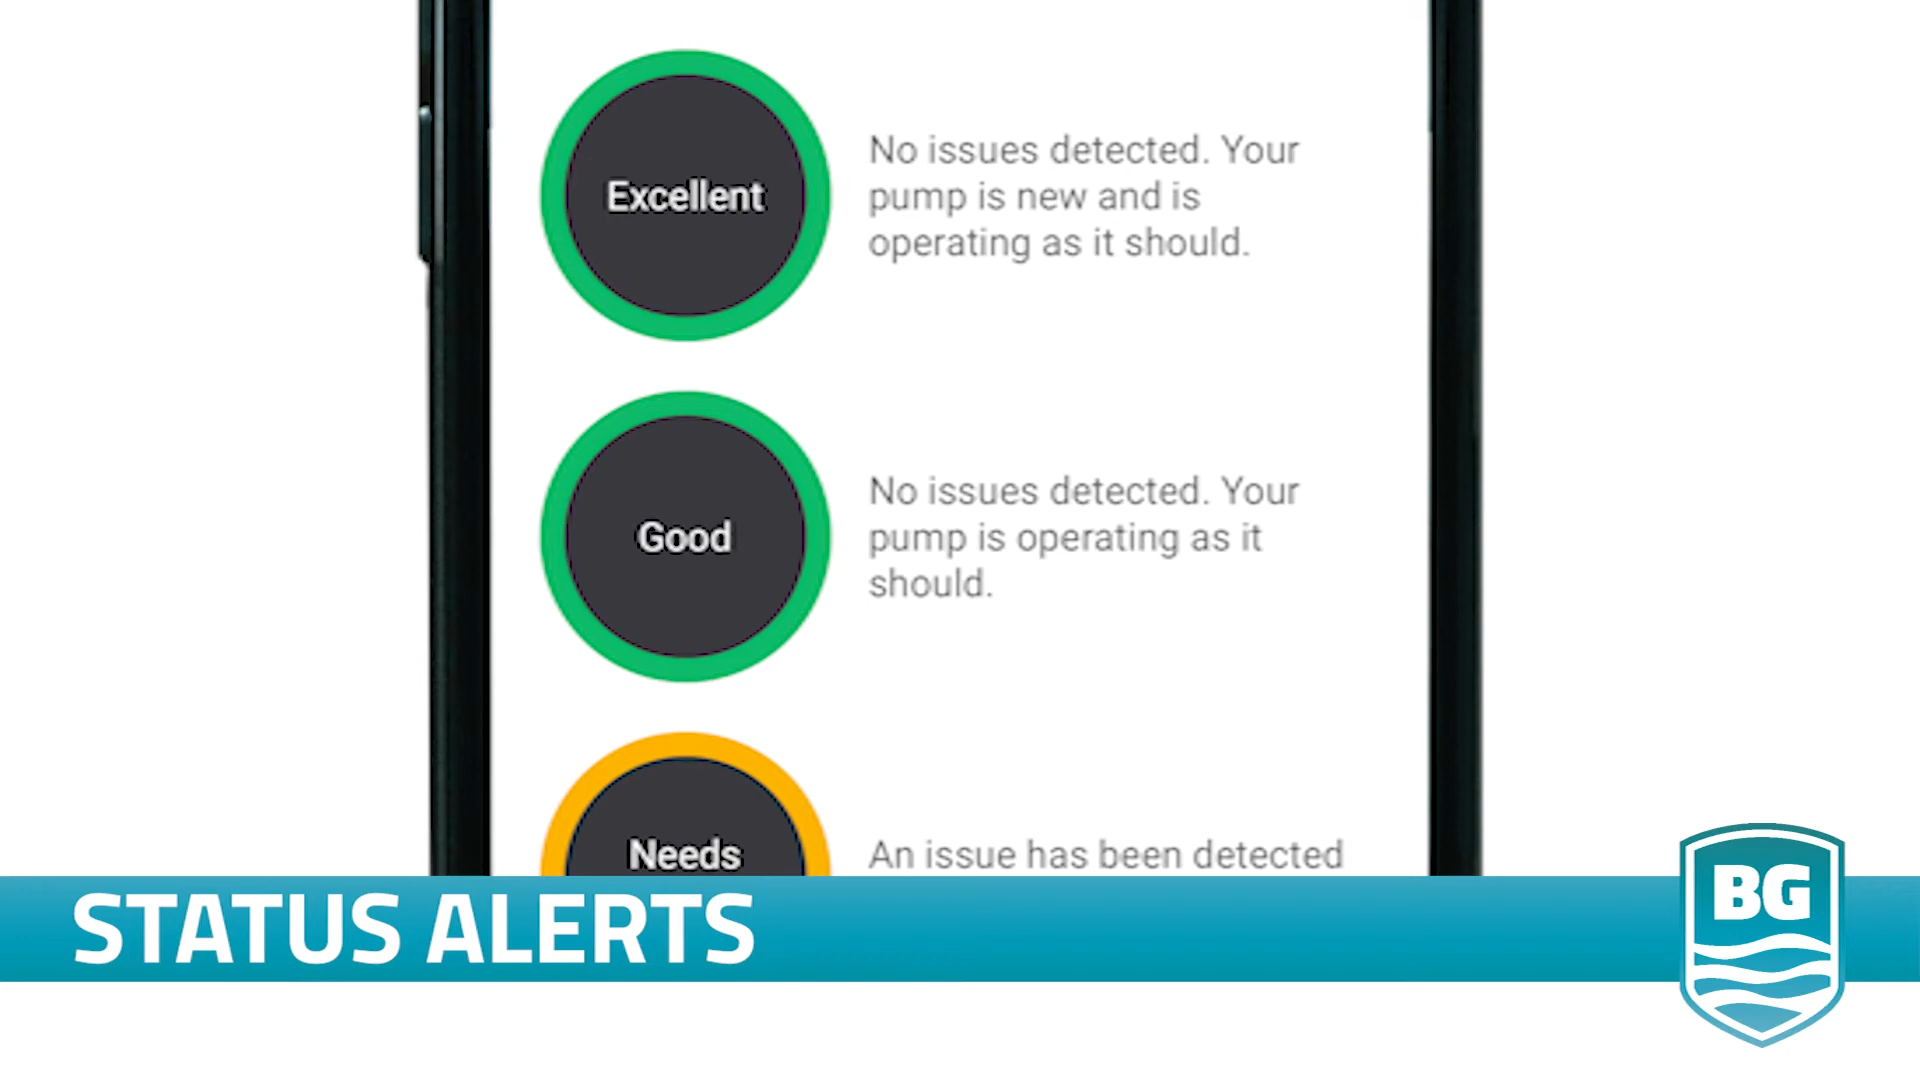 Excellent
No issues detected. Your
pump is new and is
operating as it should.
Good
No issues detected. Your
pump is operating as it
should.
Needs
An issue has been detected
STATUS ALERTS
BG